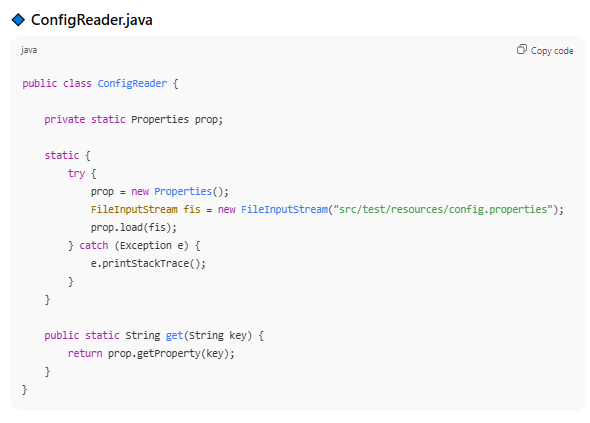 ConfigReader.java
java
Copy code
public class ConfigReader {
    private static Properties prop;
    static {
        try {
            prop = new Properties();
            FileInputStream fis = new FileInputStream("src/test/resources/config.properties");
            prop.load(fis);
        } catch (Exception e) {
            e.printStackTrace();
        }
    }
    public static String get(String key) {
        return prop.getProperty(key);
    }
}